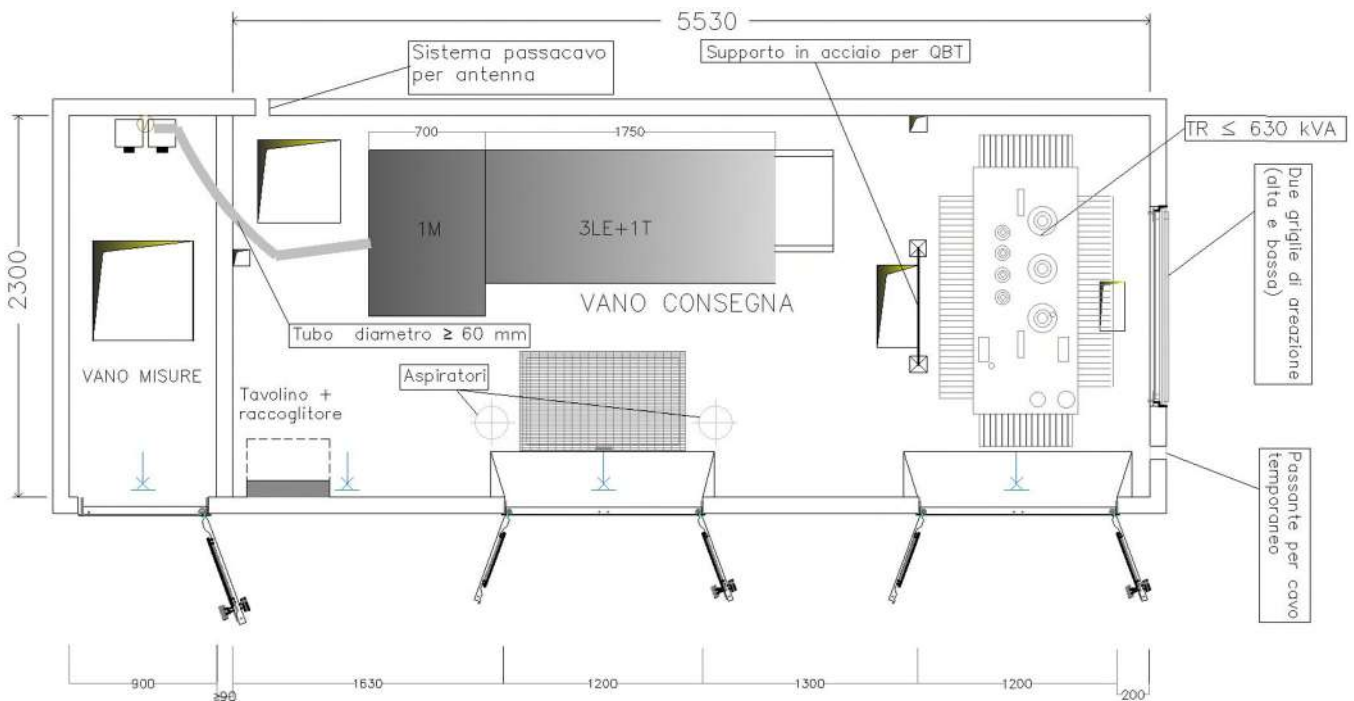 5530
Sistema passacavo
per antenna
Supporto in acciaio per QBT
TR ≤ 630 kVA
700
1750
1M
3LE+1T
2300
VANO CONSEGNA
Due griglie di areazione
(alta e bassa)
Tubo diametro ≥ 60 mm
VANO MISURE
Aspiratori
Tavolino +
raccoglitore
Passante per cavo
temporaneo
900
≥90
1630
1200
1300
1200
200